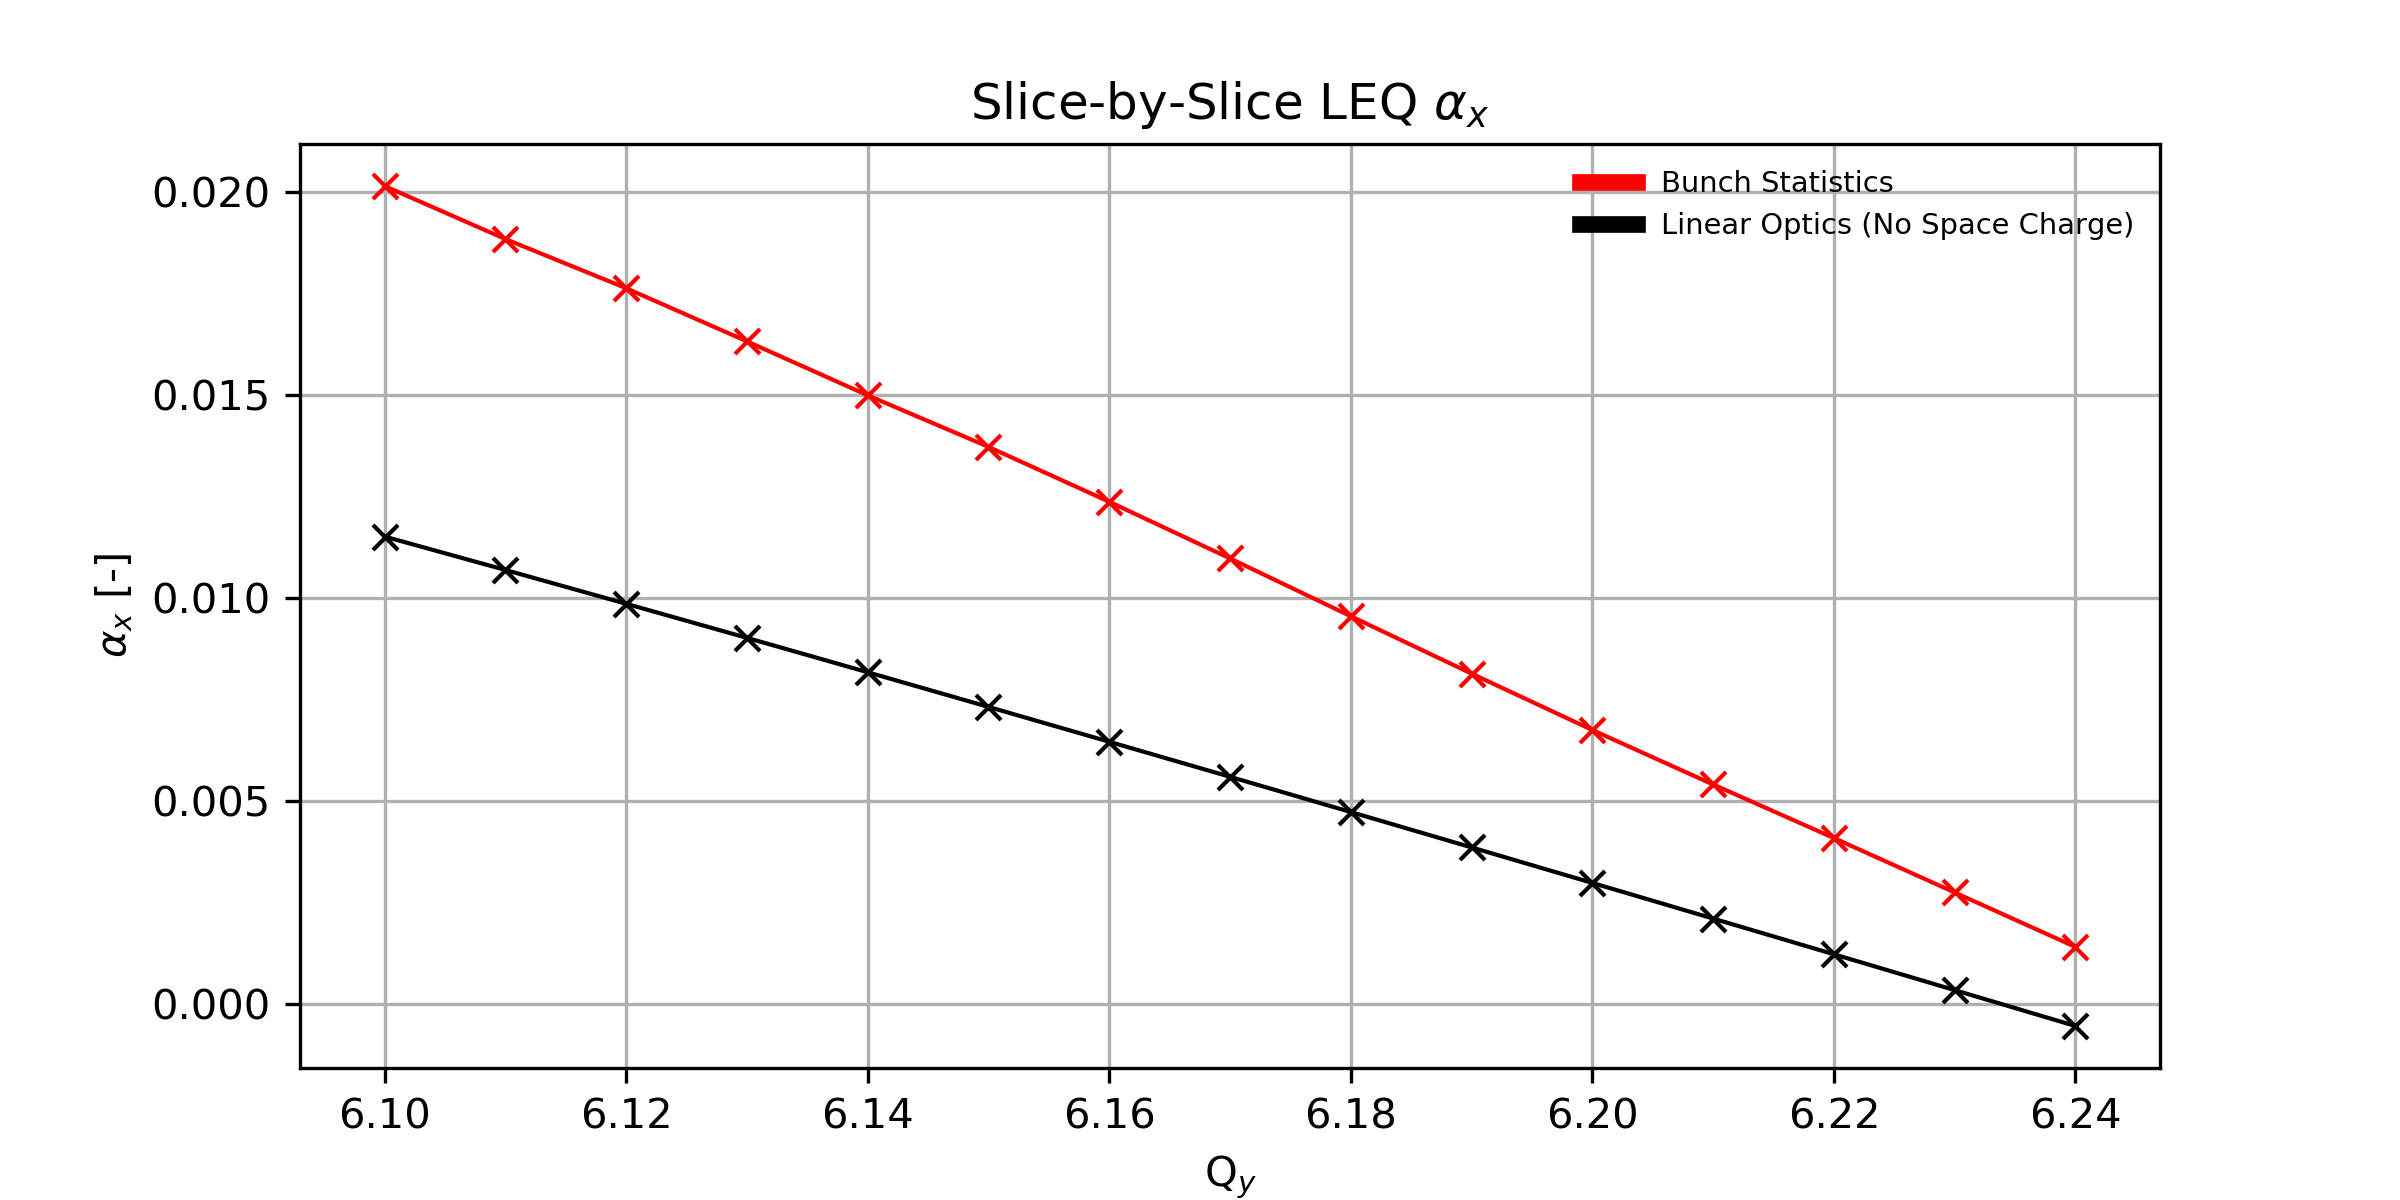 Slice-by-Slice LEQ αx
Bunch Statistics
Linear Optics (No Space Charge)
αx [-]
0.020
0.015
0.010
0.005
0.000
6.10 6.12 6.14 6.16 6.18 6.20 6.22 6.24
Qy